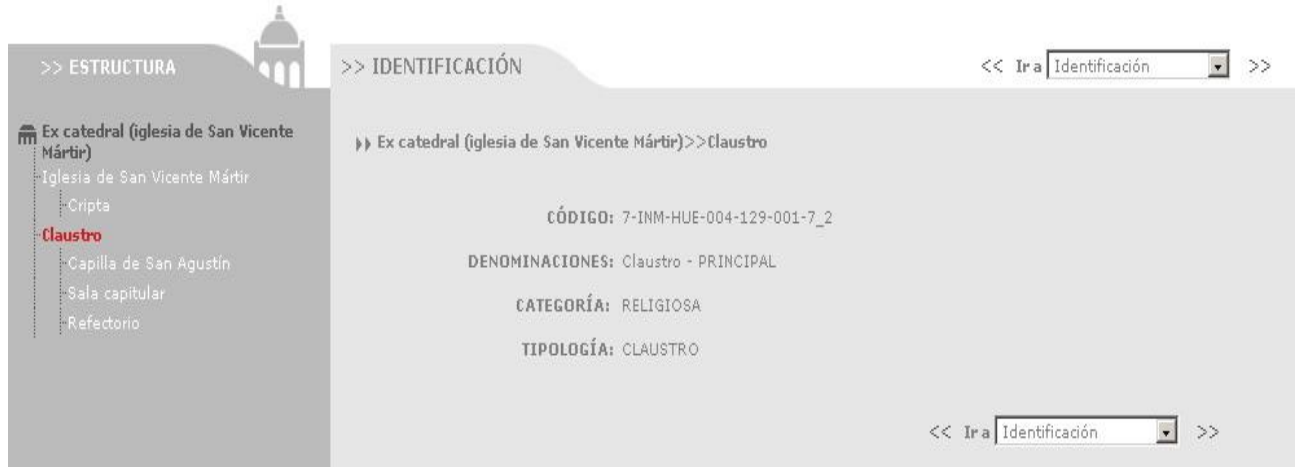 >> ESTRUCTURA
Ex catedral (iglesia de San Vicente
Mártir)
Iglesia de San Vicente Mártir
Cripta
Claustro
Capilla de San Agustín
Sala capitular
Refectorio
>> IDENTIFICACIÓN
<< Ir a Identificación >>
Ex catedral (iglesia de San Vicente Mártir)>>Claustro
CÓDIGO: 7-INM-HUE-004-129-001-7_2
DENOMINACIONES: Claustro - PRINCIPAL
CATEGORÍA: RELIGIOSA
TIPOLOGÍA: CLAUSTRO
<< Ir a Identificación >>